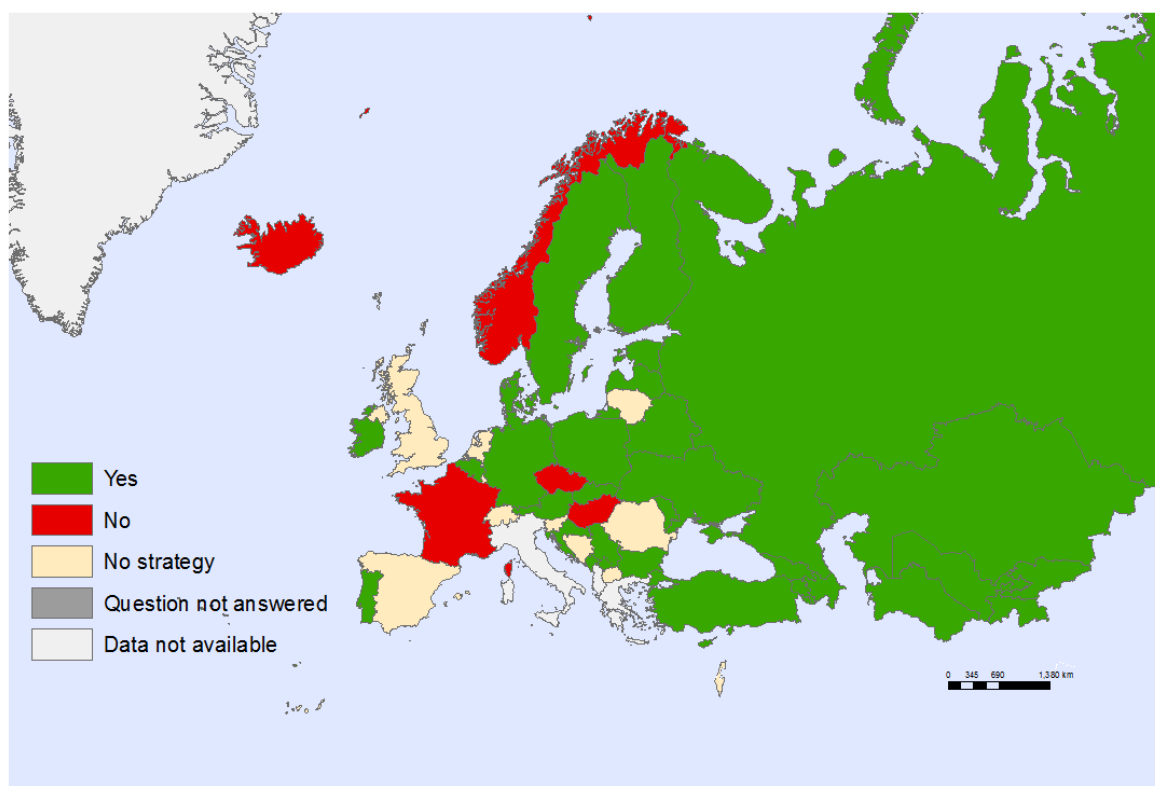 Yes
No
No strategy
Question not answered
Data not available
0 345 690 1,380 km